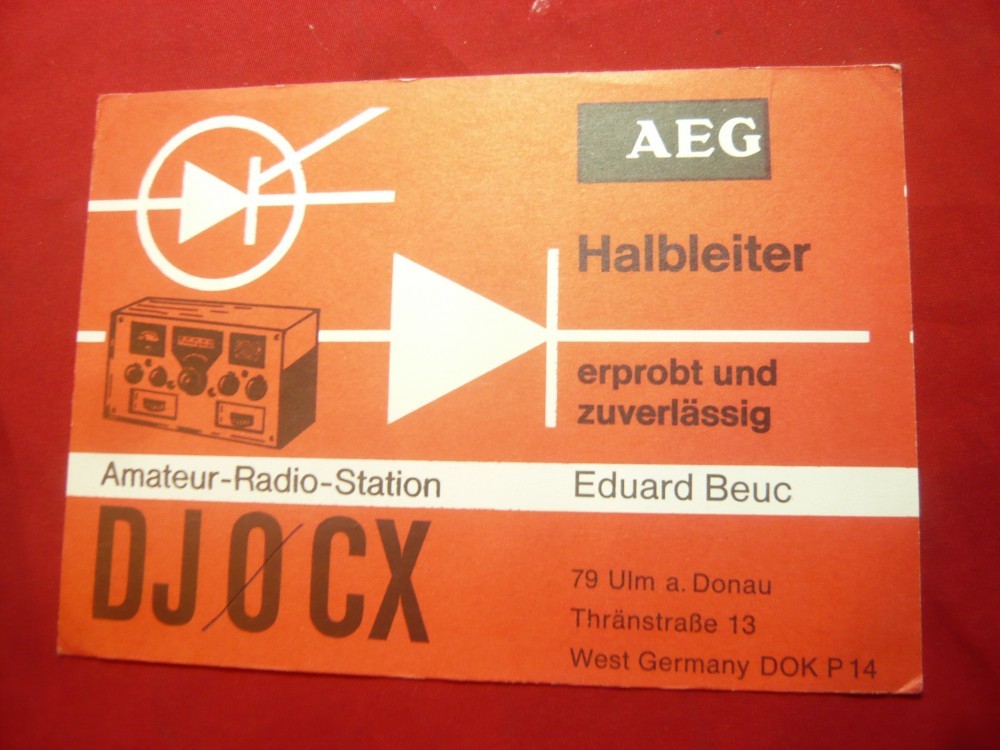 AEG
Halbleiter
erprobt und
zuverlässig
Amateur-Radio-Station
Eduard Beuc
DJ0CX
79 Ulm a. Donau
Thränstraße 13
West Germany DOK P 14